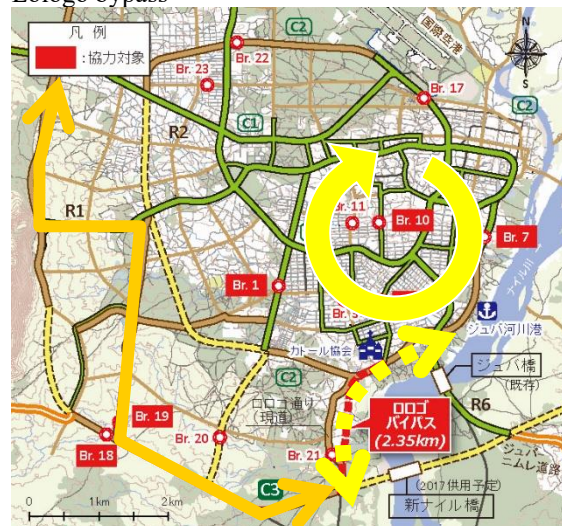 Lologo bypass
凡 例
:協力対象
国際空港
N
C2
Br. 22
Br. 23
Br. 17
C2
C1
R2
R1
Br. 11
Br. 10
Br. 7
Br. 1
ナイル川
ジュバ河川港
カトール協会
C2
ジュバ橋
(既存)
ロロゴ通り
(現道)
R6
ロロゴ
バイパス
(2.35km)
Br. 19
Br. 18
Br. 20
Br. 21
ジュバ-
ニムレ道路
C3
(2017供用予定)
新ナイル橋
0 1km 2km